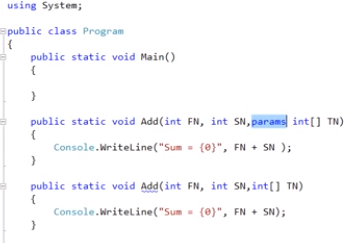 using System;
public class Program
{
public static void Main()
{
}
public static void Add(int FN, int SN,params int[] TN)
{
Console.WriteLine("Sum = {0}", FN + SN );
}
public static void Add(int FN, int SN,int[] TN)
{
Console.WriteLine("Sum = {0}", FN + SN);
}